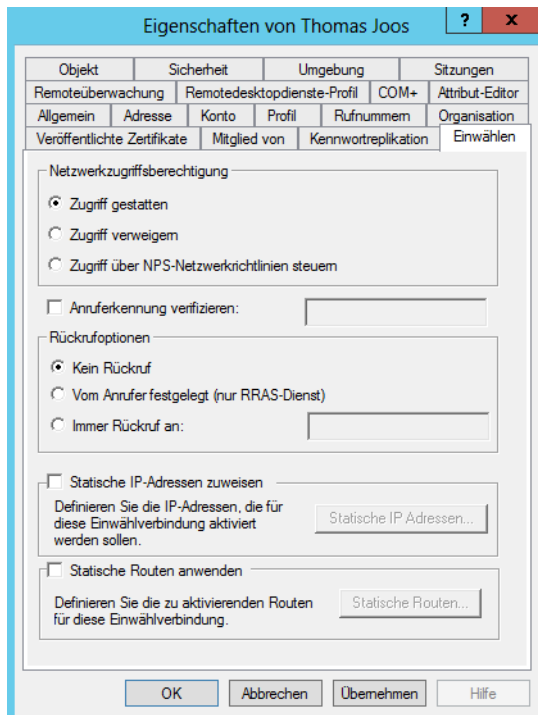 Eigenschaften von Thomas Joos
?
x
Objekt Sicherheit Umgebung Sitzungen
Remoteüberwachung Remotedesktopdienste-Profil COM+ Attribut-Editor
Allgemein Adresse Konto Profil Rufnummern Organisation
Veröffentlichte Zertifikate Mitglied von Kennwortreplikation Einwählen
Netzwerkzugriffsberechtigung
Zugriff gestatten
Zugriff verweigern
Zugriff über NPS-Netzwerkrichtlinien steuern
Anruferkennung verifizieren:
Rückrufoptionen
Kein Rückruf
Vom Anrufer festgelegt (nur RRAS-Dienst)
Immer Rückruf an:
Statische IP-Adressen zuweisen
Definieren Sie die IP-Adressen, die für
diese Einwählverbindung aktiviert
werden sollen.
Statische IP Adressen...
Statische Routen anwenden
Definieren Sie die zu aktivierenden Routen
für diese Einwählverbindung.
Statische Routen...
OK Abbrechen Übernehmen Hilfe